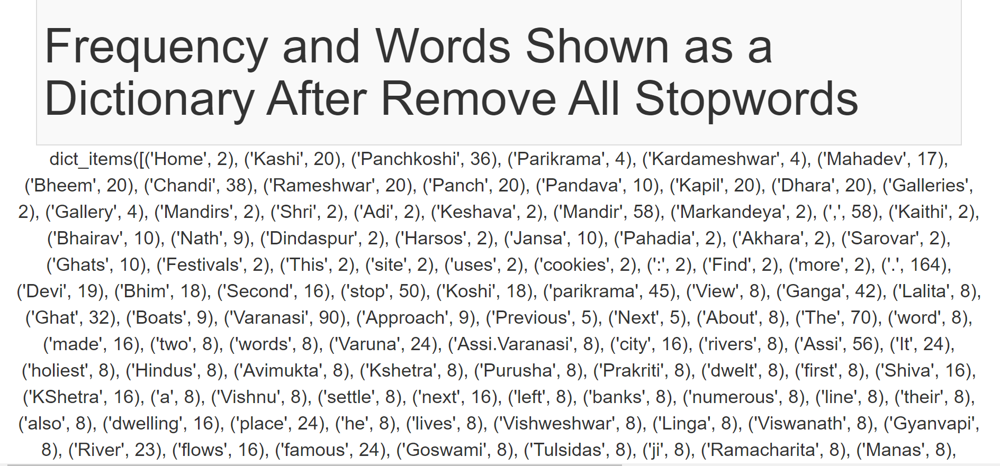 Frequency and Words Shown as a
Dictionary After Remove All Stopwords
dict_items([('Home', 2), ('Kashi', 20), ('Panchkoshi', 36), ('Parikrama', 4), ('Kardameshwar', 4), ('Mahadev', 17),
('Bheem', 20), ('Chandi', 38), ('Rameshwar', 20), ('Panch', 20), ('Pandava', 10), ('Kapil', 20), ('Dhara', 20), ('Galleries',
2), ('Gallery', 4), ('Mandirs', 2), ('Shri', 2), ('Adi', 2), ('Keshava', 2), ('Mandir', 58), ('Markandeya', 2), (',', 58), ('Kaithi', 2),
('Bhairav', 10), ('Nath', 9), ('Dindaspur', 2), ('Harsos', 2), ('Jansa', 10), ('Pahadia', 2), ('Akhara', 2), ('Sarovar', 2),
('Ghats', 10), ('Festivals', 2), ('This', 2), ('site', 2), ('uses', 2), ('cookies', 2), (':', 2), ('Find', 2), ('more', 2), ('.', 164),
('Devi', 19), ('Bhim', 18), ('Second', 16), ('stop', 50), ('Koshi', 18), ('parikrama', 45), ('View', 8), ('Ganga', 42), ('Lalita', 8),
('Ghat', 32), ('Boats', 9), ('Varanasi', 90), ('Approach', 9), ('Previous', 5), ('Next', 5), ('About', 8), ('The', 70), ('word', 8),
('made', 16), ('two', 8), ('words', 8), ('Varuna', 24), ('Assi.Varanasi', 8), ('city', 16), ('rivers', 8), ('Assi', 56), ('It', 24),
('holiest', 8), ('Hindus', 8), ('Avimukta', 8), ('Kshetra', 8), ('Purusha', 8), ('Prakriti', 8), ('dwelt', 8), ('first', 8), ('Shiva', 16),
('KShetra', 16), ('a', 8), ('Vishnu', 8), ('settle', 8), ('next', 16), ('left', 8), ('banks', 8), ('numerous', 8), ('line', 8), ('their', 8),
('also', 8), ('dwelling', 16), ('place', 24), ('he', 8), ('lives', 8), ('Vishweshwar', 8), ('Linga', 8), ('Viswanath', 8), ('Gyanvapi',
8), ('River', 23), ('flows', 16), ('famous', 24), ('Goswami', 8), ('Tulsidas', 8), ('ji', 8), ('Ramacharita', 8), ('Manas', 8),